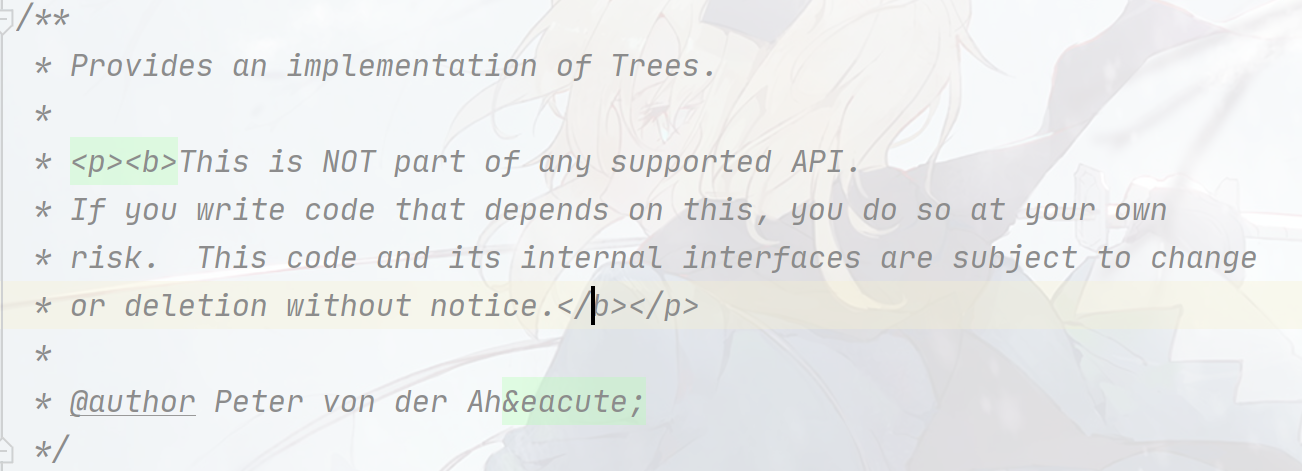 /**
 * Provides an implementation of Trees.
 *
 * <p><b>This is NOT part of any supported API.
 * If you write code that depends on this, you do so at your own
 * risk.  This code and its internal interfaces are subject to change
 * or deletion without notice.</b></p>
 *
 * @author Peter von der Ah&eacute;
 */